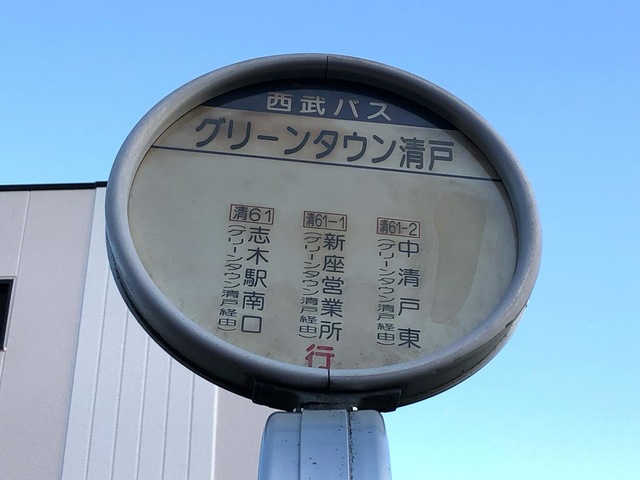 西武バス
グリーンタウン清戸
清61
志木駅南口
(グリーンタウン清戸経由)
清61-1
新座営業所
(グリーンタウン清戸経由)
清61-2
中清戸東
(グリーンタウン清戸経由)
行